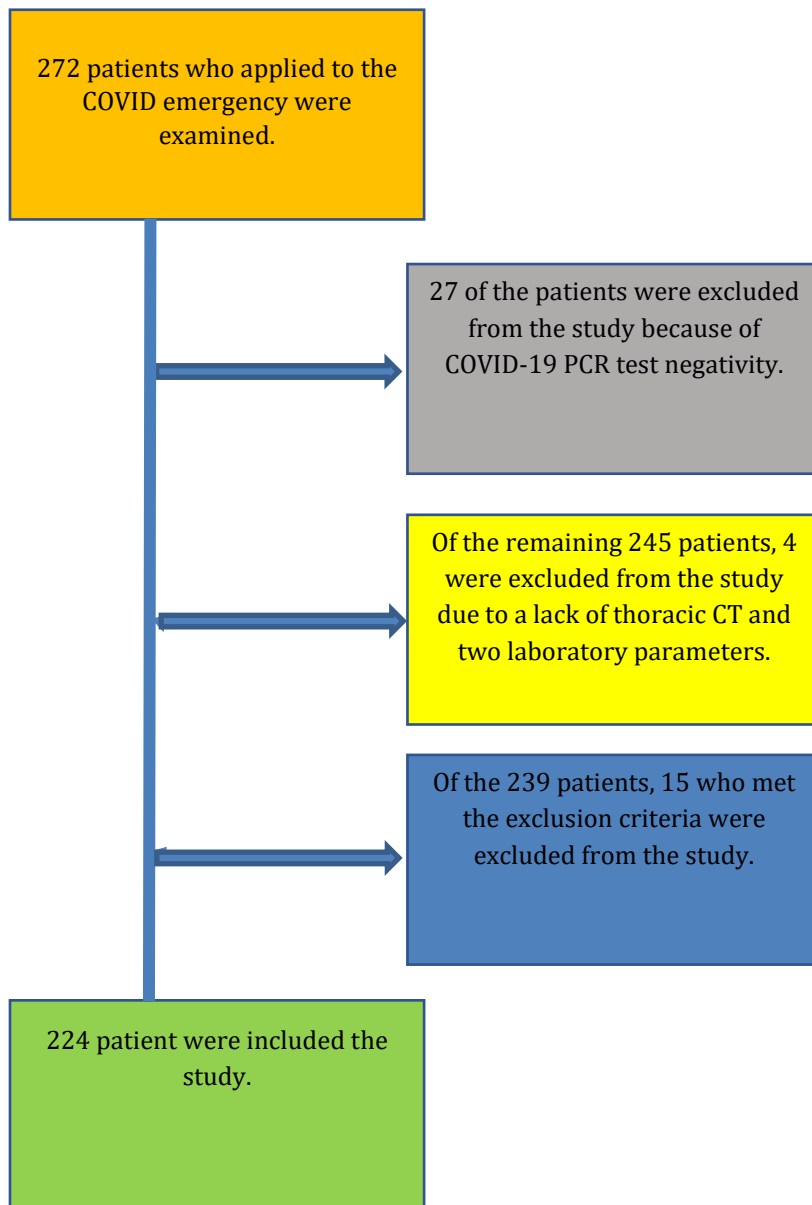 272 patients who applied to the
COVID emergency were
examined.
27 of the patients were excluded
from the study because of
COVID-19 PCR test negativity.
Of the remaining 245 patients, 4
were excluded from the study
due to a lack of thoracic CT and
two laboratory parameters.
Of the 239 patients, 15 who met
the exclusion criteria were
excluded from the study.
224 patient were included the
study.